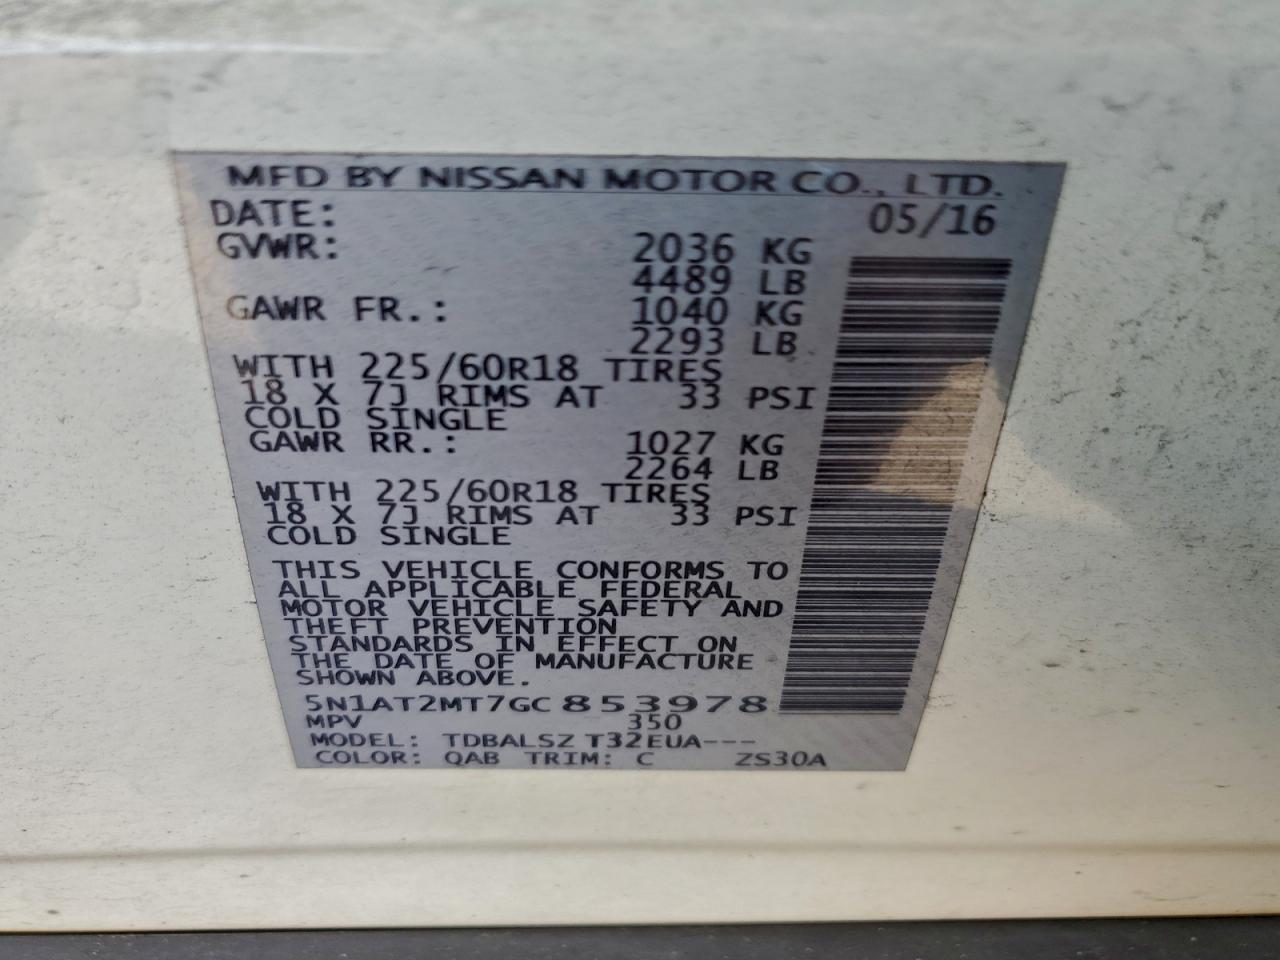 MFD BY NISSAN MOTOR CO., LTD.
DATE: 05/16
GVWR: 2036 KG
4489 LB
GAWR FR.: 1040 KG
2293 LB
WITH 225/60R18 TIRES
18 X 7J RIMS AT 33 PSI
COLD SINGLE
GAWR RR.: 1027 KG
2264 LB
WITH 225/60R18 TIRES
18 X 7J RIMS AT 33 PSI
COLD SINGLE
THIS VEHICLE CONFORMS TO
ALL APPLICABLE FEDERAL
MOTOR VEHICLE SAFETY AND
THEFT PREVENTION
STANDARDS IN EFFECT ON
THE DATE OF MANUFACTURE
SHOWN ABOVE.
5N1AT2MT7GC853978
MPV 350
MODEL: TDBALSZ T32EUA---
COLOR: QAB TRIM: C ZS30A